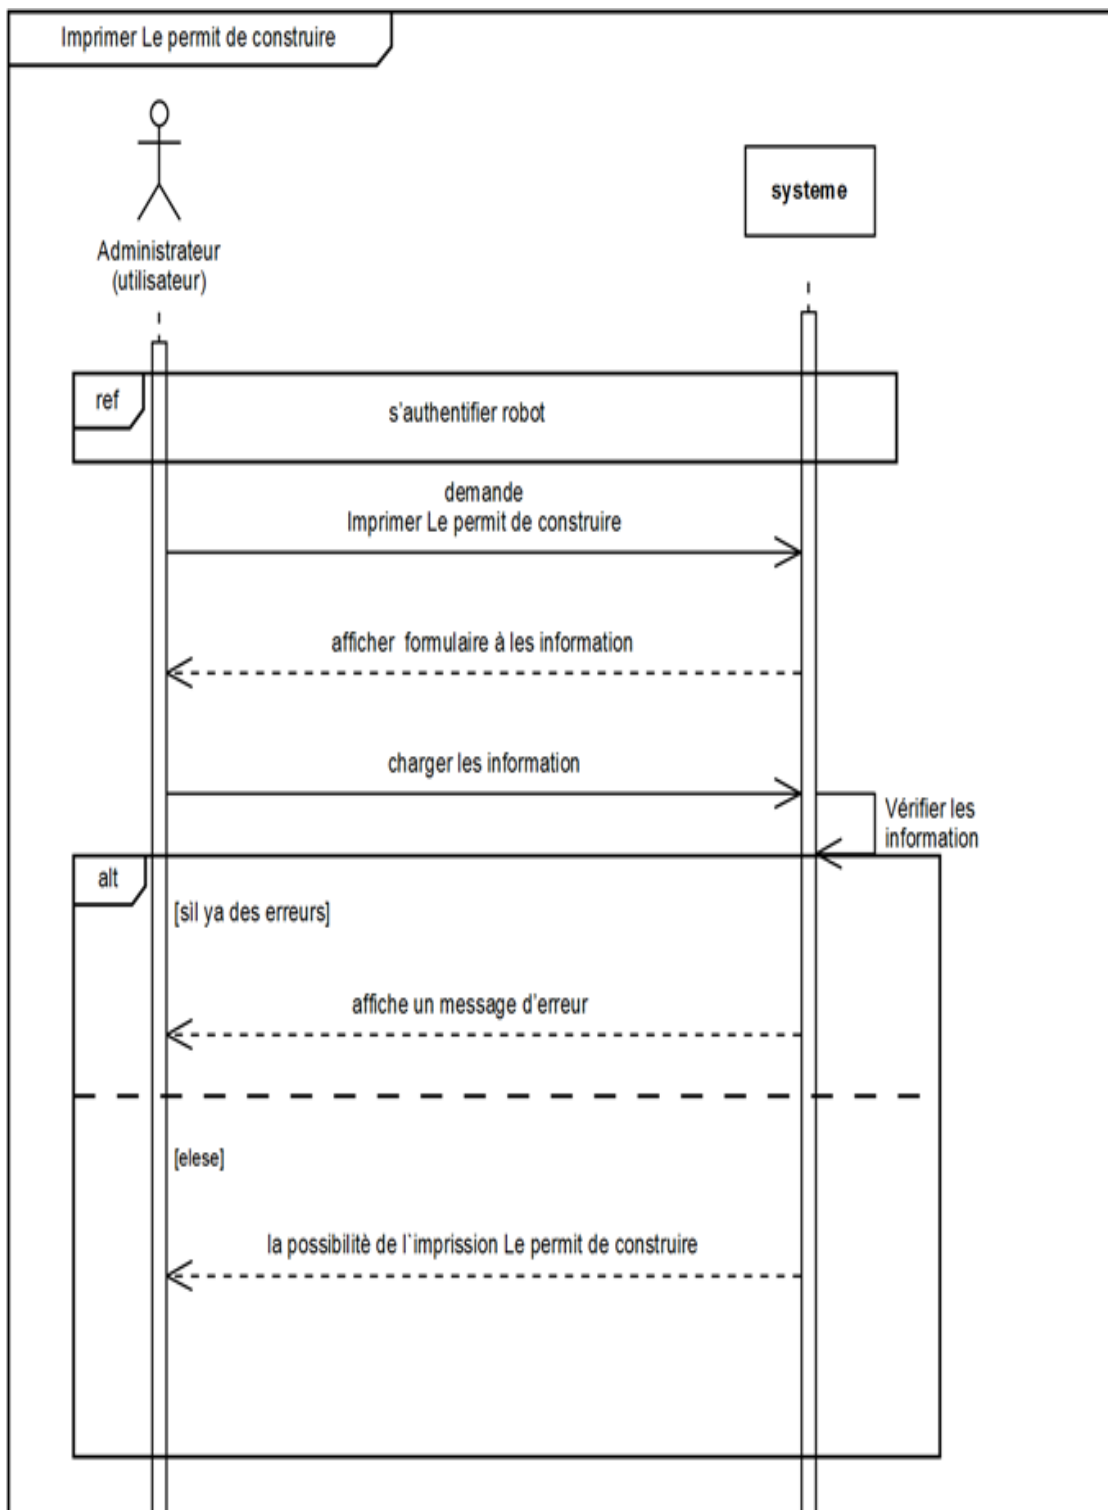 Imprimer Le permit de construire
systeme
Administrateur
(utilisateur)
ref
s'authentifier robot
demande
Imprimer Le permit de construire
afficher formulaire à les information
charger les information
Vérifier les
information
alt
[sìl ya des erreurs]
affiche un message d'erreur
[elese]
la possibilitè de l`imprission Le permit de construire